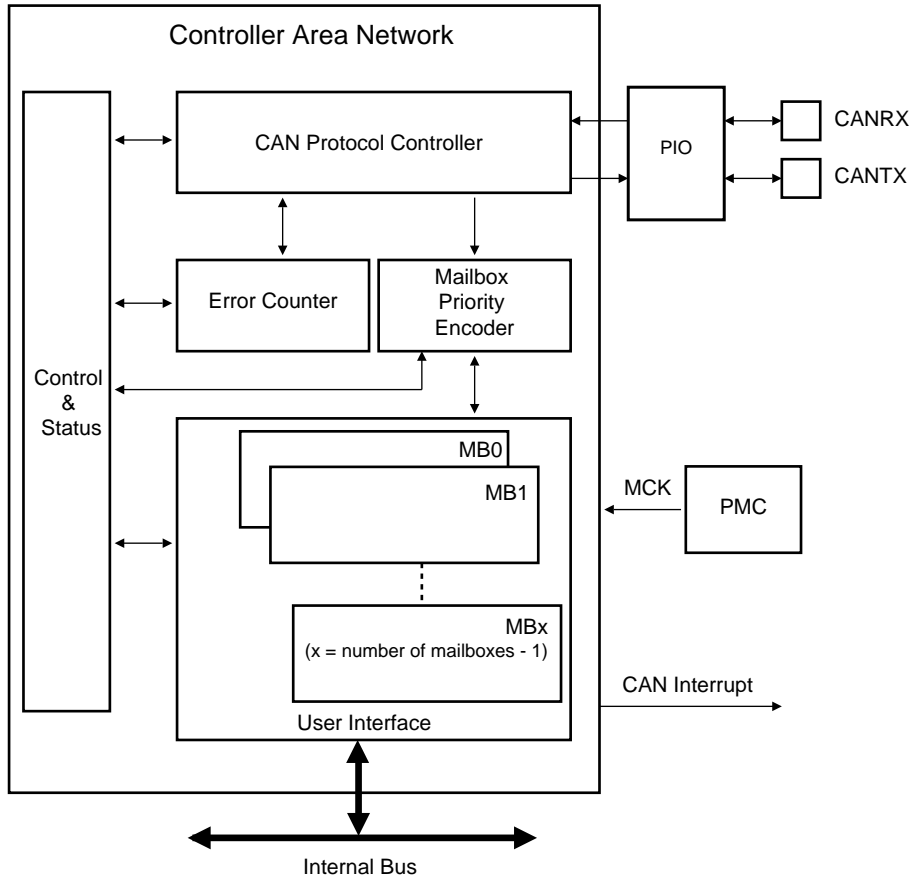 Controller Area Network
CAN Protocol Controller
PIO
CANRX
CANTX
Error Counter
Mailbox
Priority
Encoder
Control
&
Status
MB0
MB1
MCK
PMC
MBx
(x = number of mailboxes - 1)
CAN Interrupt
User Interface
Internal Bus